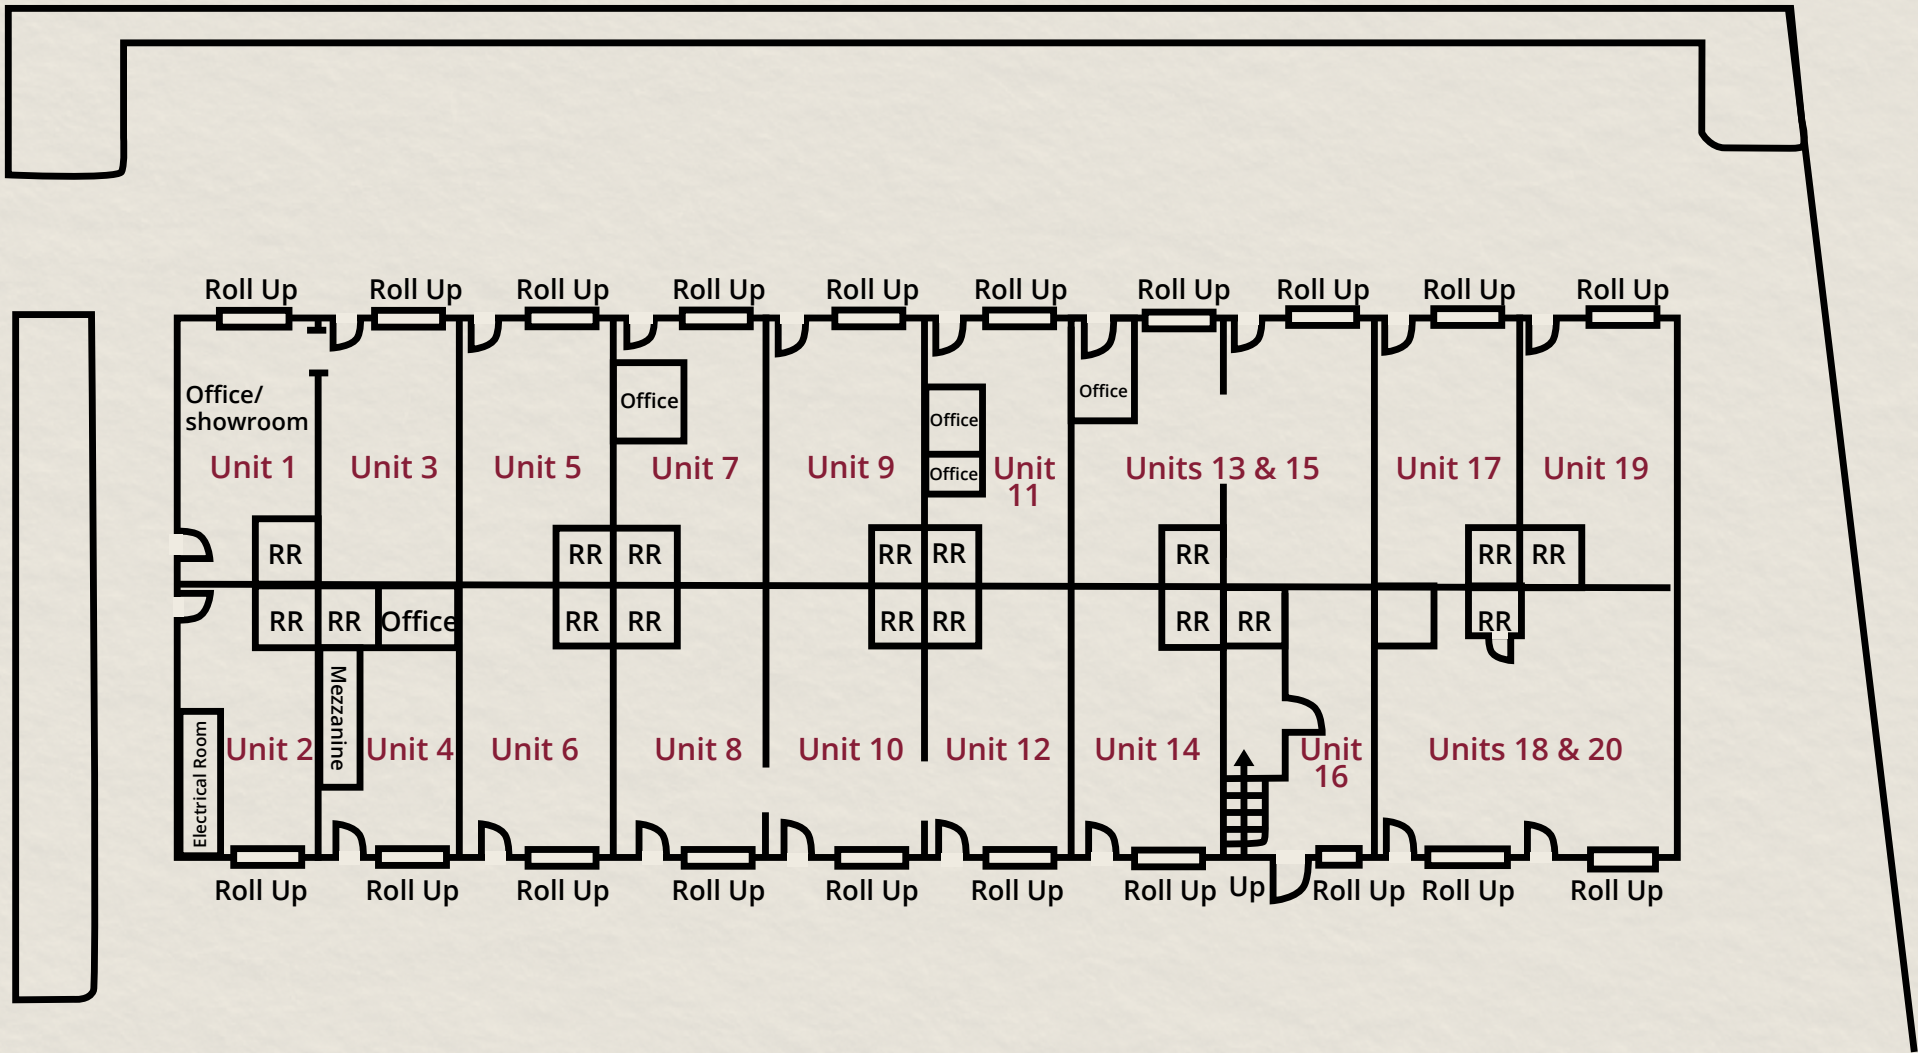 Roll Up
Roll Up
Roll Up
Roll Up
Roll Up
Roll Up
Roll Up
Roll Up
Roll Up
Roll Up
Office/
showroom
Office
Office
Office
Office
Unit 1
Unit 3
Unit 5
Unit 7
Unit 9
Unit
11
Units 13 & 15
Unit 17
Unit 19
RR
RR
RR
RR
RR
RR
RR
RR
RR
RR
Office
RR
RR
RR
RR
RR
RR
RR
Mezzanine
Electrical Room
Unit 2
Unit 4
Unit 6
Unit 8
Unit 10
Unit 12
Unit 14
Unit
16
Units 18 & 20
Roll Up
Roll Up
Roll Up
Roll Up
Roll Up
Roll Up
Roll Up
Up
Roll Up
Roll Up
Roll Up